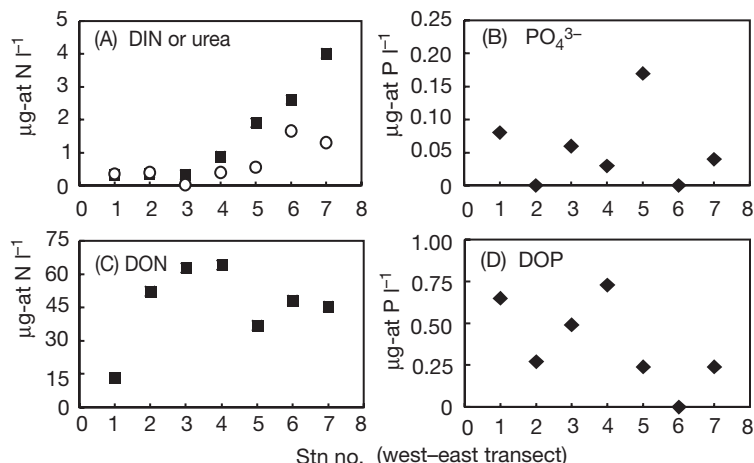 (A) DIN or urea
µg-at N l⁻¹
5
4
3
2
1
0
0 1 2 3 4 5 6 7 8
(B) PO₄³⁻
µg-at P l⁻¹
0.25
0.20
0.15
0.10
0.05
0
0 1 2 3 4 5 6 7 8
(C) DON
µg-at N l⁻¹
75
60
45
30
15
0
0 1 2 3 4 5 6 7 8
(D) DOP
µg-at P l⁻¹
1.00
0.75
0.50
0.25
0
0 1 2 3 4 5 6 7 8
Stn no. (west–east transect)